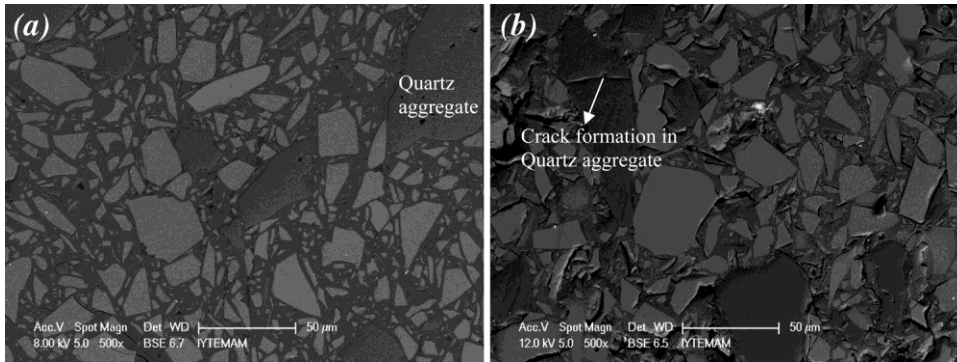 (a)
Quartz
aggregate
Acc.V Spot Magn Det WD 50 µm
8.00 kV 5.0 500x BSE 6.7 IYTEMAM
(b)
Crack formation in
Quartz aggregate
Acc.V Spot Magn Det WD 50 µm
12.0 kV 5.0 500x BSE 6.5 IYTEMAM